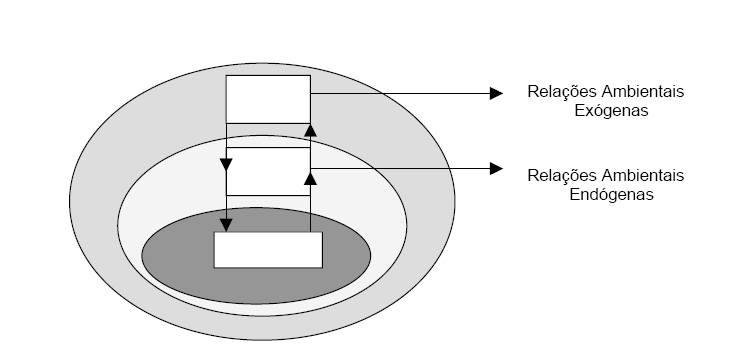 Relações Ambientais
Exógenas
Relações Ambientais
Endógenas